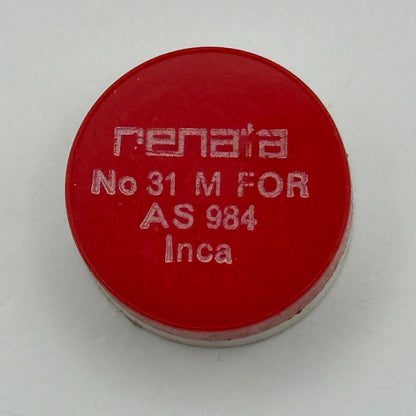 renata
No 31 M FOR
AS 984
Inca